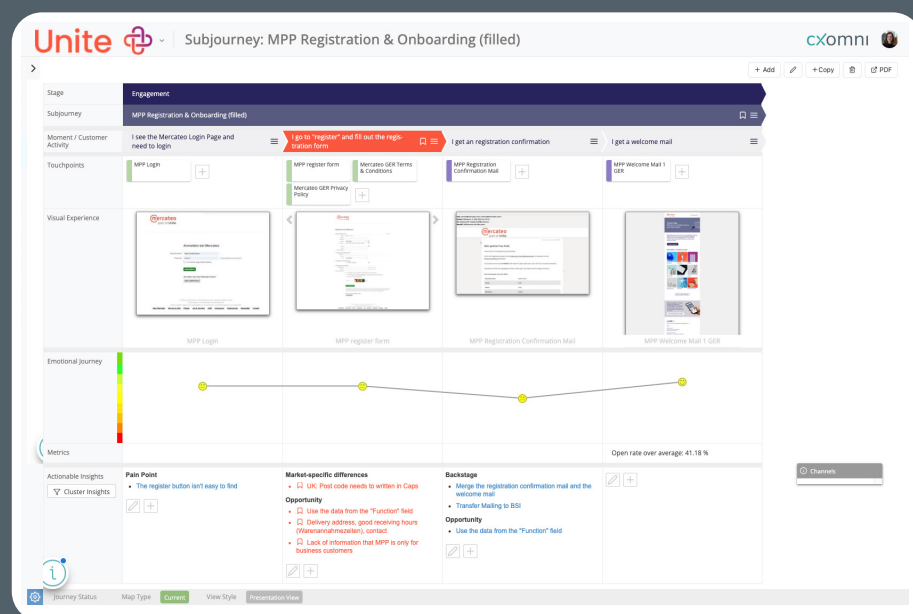 Unite
Subjourney: MPP Registration & Onboarding (filled)
cxomni
+ Add
+ Copy
PDF
Stage
Engagement
Subjourney
MPP Registration & Onboarding (filled)
Moment / Customer
Activity
I see the Mercateo Login Page and
need to login
I go to "register" and fill out the regis-
tration form
I get an registration confirmation
I get a welcome mail
Touchpoints
MPP Login
MPP register form
Mercateo GER Terms
& Conditions
Mercateo GER Privacy
Policy
MPP Registration
Confirmation Mail
MPP Welcome Mail 1
GER
Visual Experience
mercateo
Anmelden bei Mercateo
mercateo
MPP Login
MPP register form
MPP Registration Confirmation Mail
MPP Welcome Mail 1 GER
Emotional Journey
Metrics
Open rate over average: 41.18 %
Actionable Insights
Cluster Insights
Pain Point
• The register button isn't easy to find
Market-specific differences
• UK: Post code needs to written in Caps
Opportunity
• Use the data from the "Function" field
• Delivery address, good receiving hours
(Warenannahmezeiten), contact
• Lack of information that MPP is only for
business customers
Backstage
• Merge the registration confirmation mail and the
welcome mail
• Transfer Mailing to BSI
Opportunity
• Use the data from the "Function" field
Channels
i
Journey Status
Map Type
Current
View Style
Presentation View